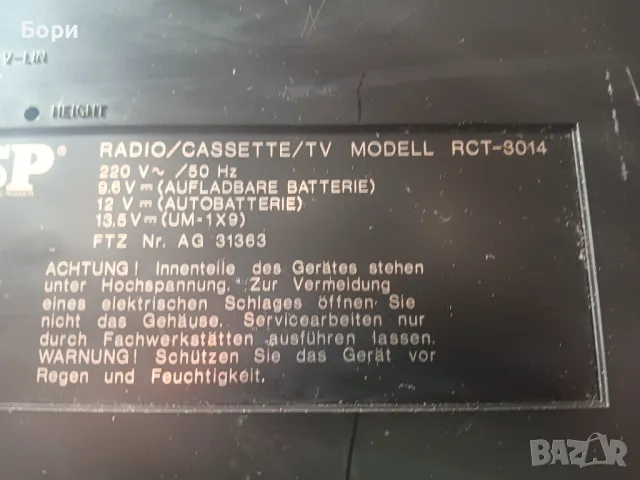 Бори
V-LIN
HEIGHT
SP®
RADIO/CASSETTE/TV MODELL RCT-3014
220 V~ /50 Hz
9.6 V⎓(AUFLADBARE BATTERIE)
12 V⎓(AUTOBATTERIE)
13.5V⎓(UM-1X9)
FTZ Nr. AG 31363
ACHTUNG! Innenteile des Gerätes stehen
unter Hochspannung. Zur Vermeidung
eines elektrischen Schlages öffnen Sie
nicht das Gehäuse. Servicearbeiten nur
durch Fachwerkstätten ausführen lassen.
WARNUNG! Schützen Sie das Gerät vor
Regen und Feuchtigkeit.
BAZAR
bg